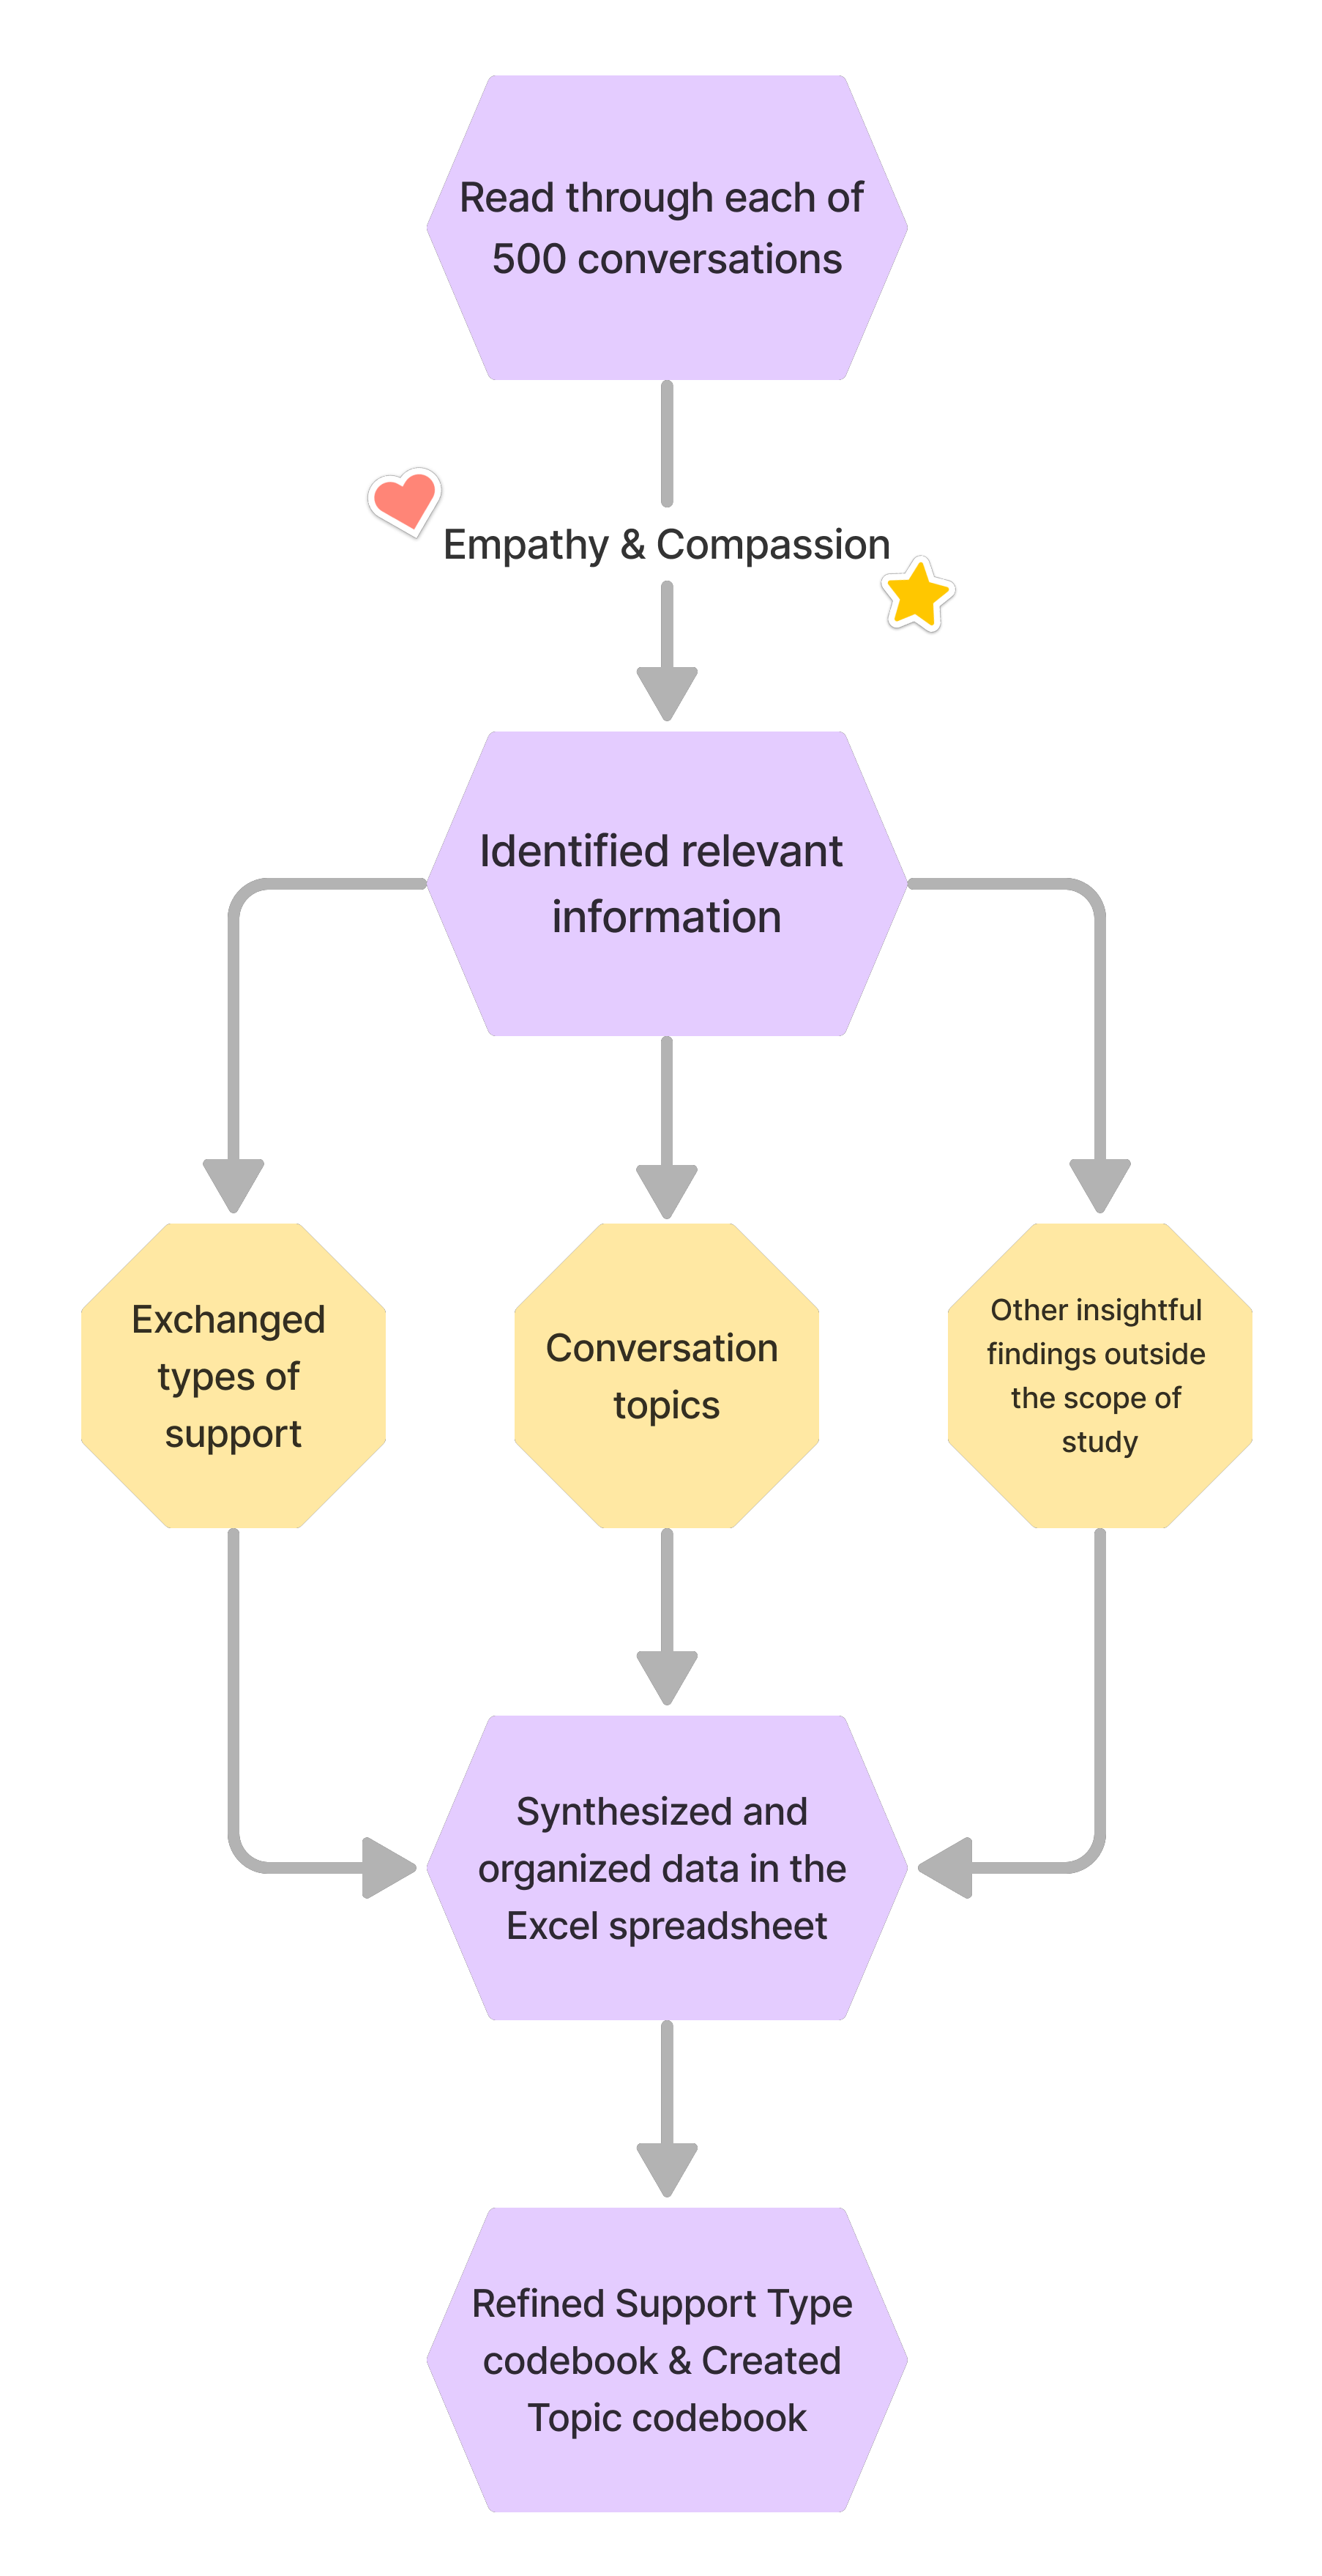 Read through each of
500 conversations
Empathy & Compassion
Identified relevant
information
Exchanged
types of
support
Conversation
topics
Other insightful
findings outside
the scope of
study
Synthesized and
organized data in the
Excel spreadsheet
Refined Support Type
codebook & Created
Topic codebook